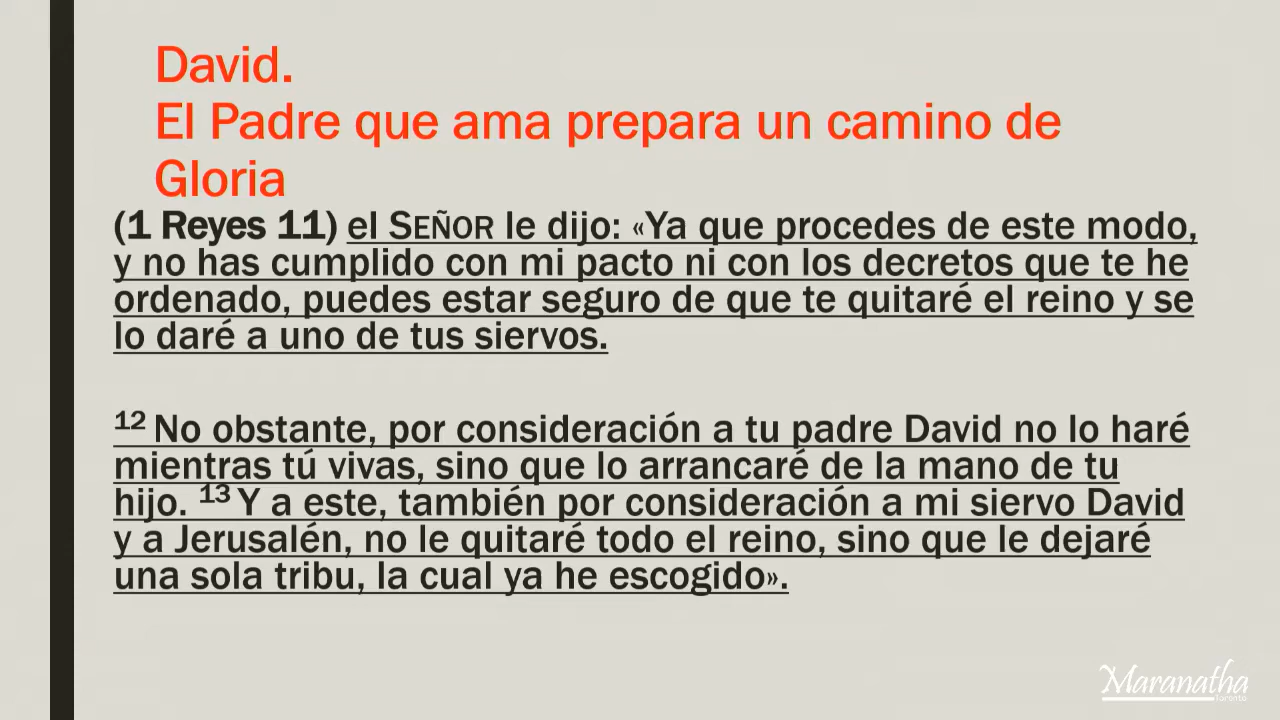 David.
El Padre que ama prepara un camino de
Gloria
(1 Reyes 11) el SEÑOR le dijo: «Ya que procedes de este modo,
y no has cumplido con mi pacto ni con los decretos que te he
ordenado, puedes estar seguro de que te quitaré el reino y se
lo daré a uno de tus siervos.
12 No obstante, por consideración a tu padre David no lo haré
mientras tú vivas, sino que lo arrancaré de la mano de tu
hijo. 13 Y a este, también por consideración a mi siervo David
y a Jerusalén, no le quitaré todo el reino, sino que le dejaré
una sola tribu, la cual ya he escogido».
Maranatha
Toronto